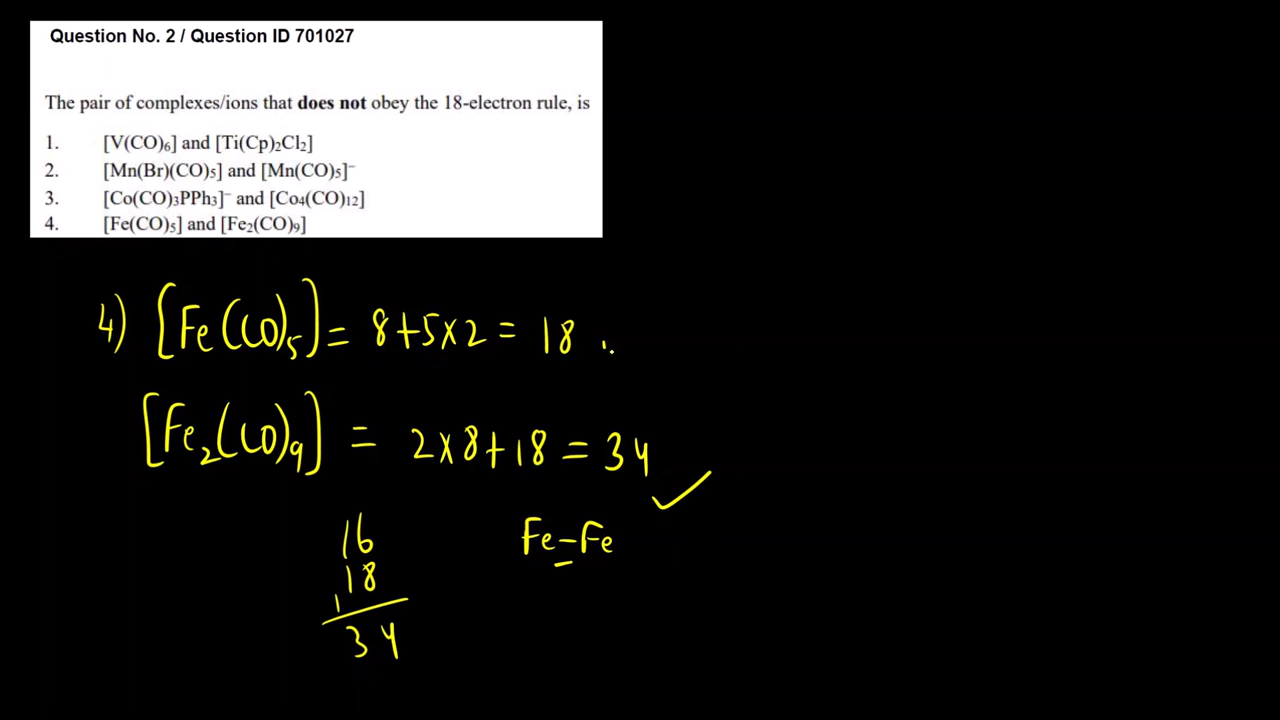 Question No. 2 / Question ID 701027
The pair of complexes/ions that does not obey the 18-electron rule, is
1. [V(CO)₆] and [Ti(Cp)₂Cl₂]
2. [Mn(Br)(CO)₅] and [Mn(CO)₅]⁻
3. [Co(CO)₃PPh₃]⁻ and [Co₄(CO)₁₂]
4. [Fe(CO)₅] and [Fe₂(CO)₉]
4) [Fe(CO)₅] = 8+5×2 = 18
[Fe₂(CO)₉] = 2×8+18 = 34 ✓
16
Fe-Fe
18
1
34